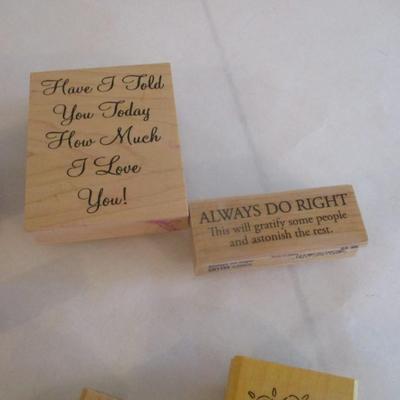 Have I Told
You Today
How Much
I Love
You!
ALWAYS DO RIGHT
This will gratify some people
and astonish the rest.